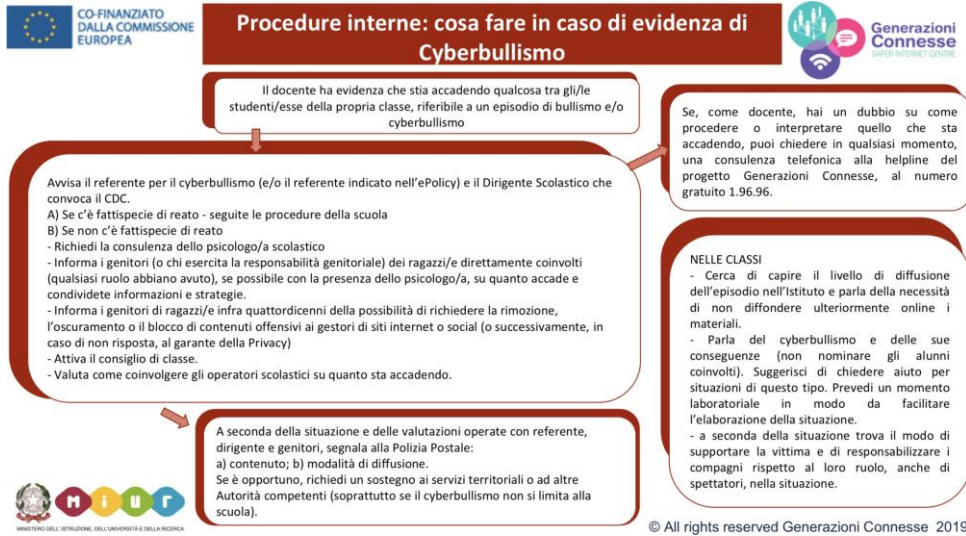 CO-FINANZIATO
DALLA COMMISSIONE
EUROPEA
Procedure interne: cosa fare in caso di evidenza di
Cyberbullismo
Generazioni
Connesse
SAFER INTERNET CENTRE
Il docente ha evidenza che stia accadendo qualcosa tra gli/le
studenti/esse della propria classe, riferibile a un episodio di bullismo e/o
cyberbullismo
Se, come docente, hai un dubbio su come
procedere o interpretare quello che sta
accadendo, puoi chiedere in qualsiasi momento,
una consulenza telefonica alla helpline del
progetto Generazioni Connesse, al numero
gratuito 1.96.96.
Avvisa il referente per il cyberbullismo (e/o il referente indicato nell'ePolicy) e il Dirigente Scolastico che
convoca il CDC.
A) Se c'è fattispecie di reato - seguite le procedure della scuola
B) Se non c'è fattispecie di reato
- Richiedi la consulenza dello psicologo/a scolastico
- Informa i genitori (o chi esercita la responsabilità genitoriale) dei ragazzi/e direttamente coinvolti
(qualsiasi ruolo abbiano avuto), se possibile con la presenza dello psicologo/a, su quanto accade e
condividete informazioni e strategie.
- Informa i genitori di ragazzi/e infra quattordicenni della possibilità di richiedere la rimozione,
l'oscuramento o il blocco di contenuti offensivi ai gestori di siti internet o social (o successivamente, in
caso di non risposta, al garante della Privacy)
- Attiva il consiglio di classe.
- Valuta come coinvolgere gli operatori scolastici su quanto sta accadendo.
NELLE CLASSI
- Cerca di capire il livello di diffusione
dell'episodio nell'Istituto e parla della necessità
di non diffondere ulteriormente online i
materiali.
- Parla del cyberbullismo e delle sue
conseguenze (non nominare gli alunni
coinvolti). Suggerisci di chiedere aiuto per
situazioni di questo tipo. Prevedi un momento
laboratoriale in modo da facilitare
l'elaborazione della situazione.
- a seconda della situazione trova il modo di
supportare la vittima e di responsabilizzare i
compagni rispetto al loro ruolo, anche di
spettatori, nella situazione.
A seconda della situazione e delle valutazioni operate con referente,
dirigente e genitori, segnala alla Polizia Postale:
a) contenuto; b) modalità di diffusione.
Se è opportuno, richiedi un sostegno ai servizi territoriali o ad altre
Autorità competenti (soprattutto se il cyberbullismo non si limita alla
scuola).
miur
MINISTERO DELL' ISTRUZIONE, DELL'UNIVERSITÀ E DELLA RICERCA
© All rights reserved Generazioni Connesse 2019